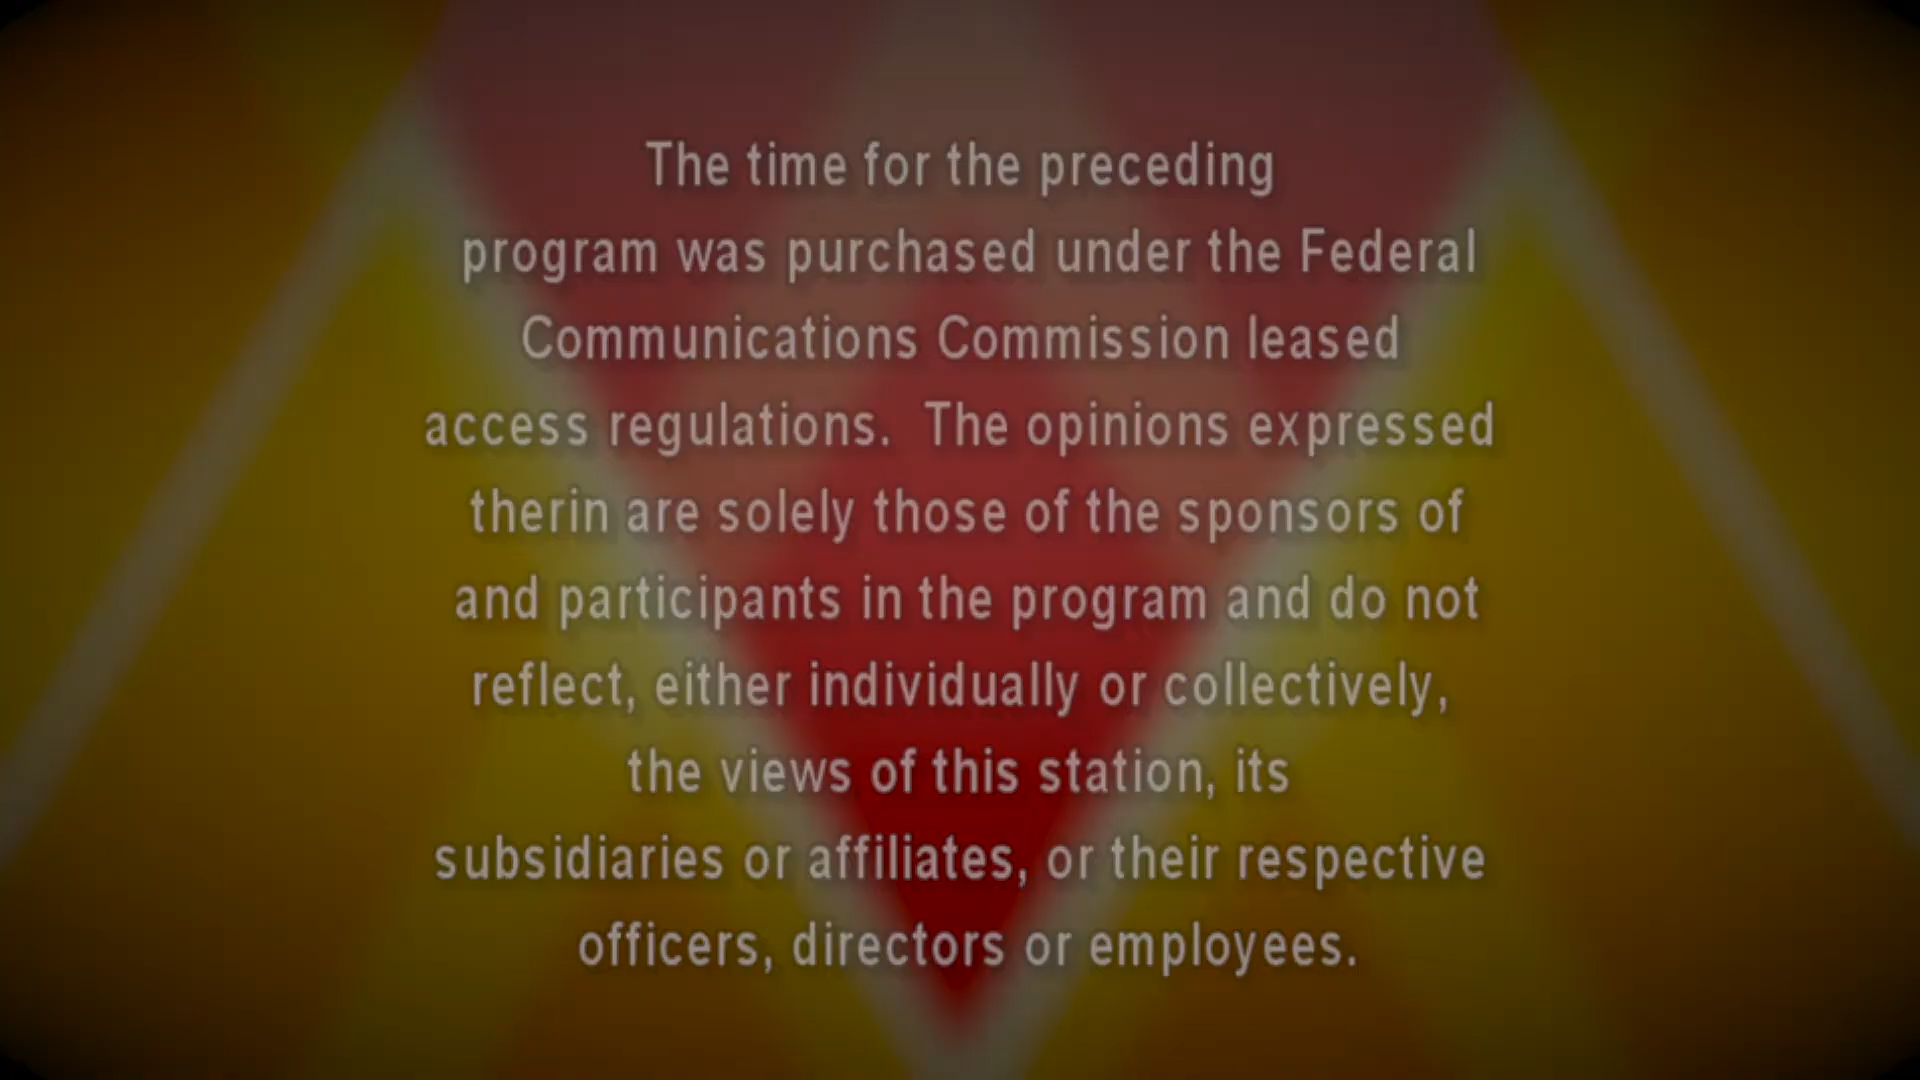 The time for the preceding
program was purchased under the Federal
Communications Commission leased
access regulations.  The opinions expressed
therin are solely those of the sponsors of
and participants in the program and do not
reflect, either individually or collectively,
the views of this station, its
subsidiaries or affiliates, or their respective
officers, directors or employees.